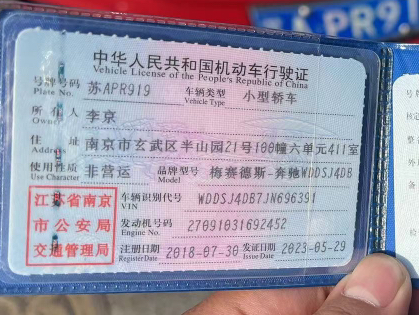 APR9
中华人民共和国机动车行驶证
Vehicle License of the People's Republic of China
号牌号码 苏APR919 车辆类型 小型轿车
Plate No. Vehicle Type
所有人 李京
Owner
住址 南京市玄武区半山园21号100幢六单元411室
Address
使用性质 非营运 品牌型号 梅赛德斯-奔驰WDDSJ4DB
Use Character Model
江苏省南京市公安局交通管理局
车辆识别代号 WDDSJ4DB7JN696391
VIN
发动机号码 27091031692452
Engine No.
注册日期 2018-07-30 发证日期 2023-05-29
Register Date Issue Date